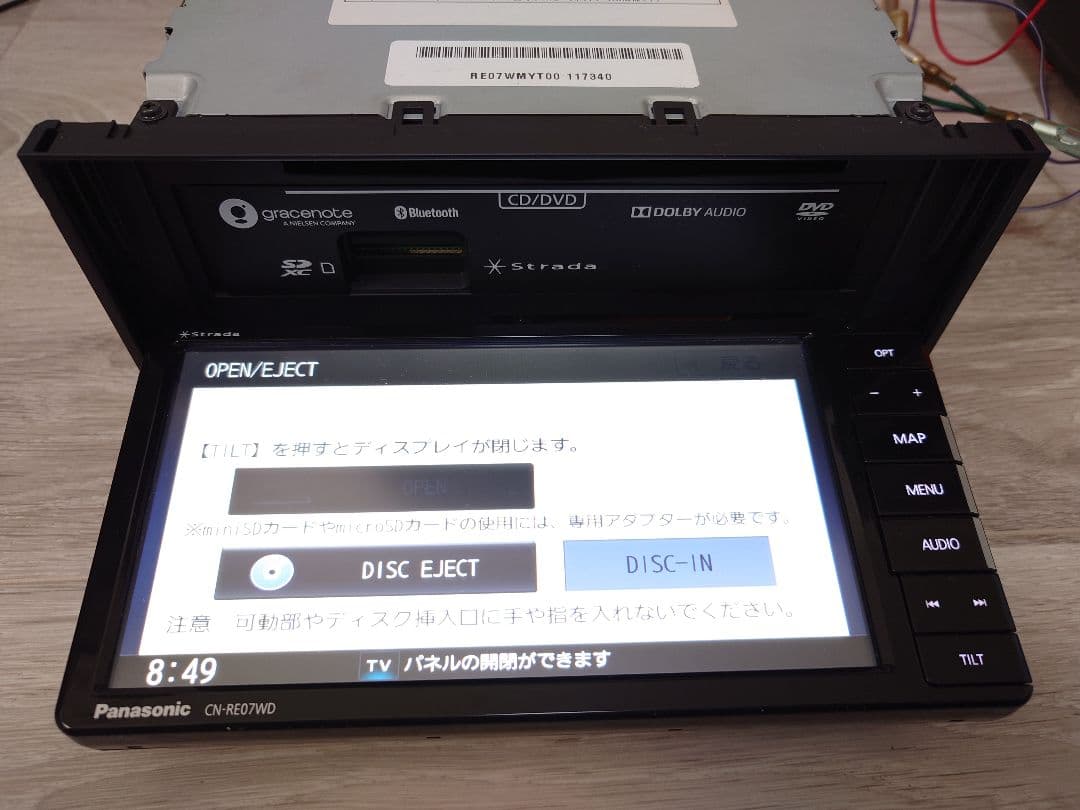 RE07WMYT00 117340
CD/DVD
gracenote
A NIELSEN COMPANY
Bluetooth
DOLBY AUDIO
DVD
VIDEO
SD
XC
Strada
Strada
OPEN/EJECT
戻る
【TILT】を押すとディスプレイが閉じます。
OPEN
※miniSDカードやmicroSDカードの使用には、専用アダプターが必要です。
DISC EJECT
DISC-IN
注意 可動部やディスク挿入口に手や指を入れないでください。
8:49
TV パネルの開閉ができます
OPT
− +
MAP
MENU
AUDIO
TILT
Panasonic CN-RE07WD